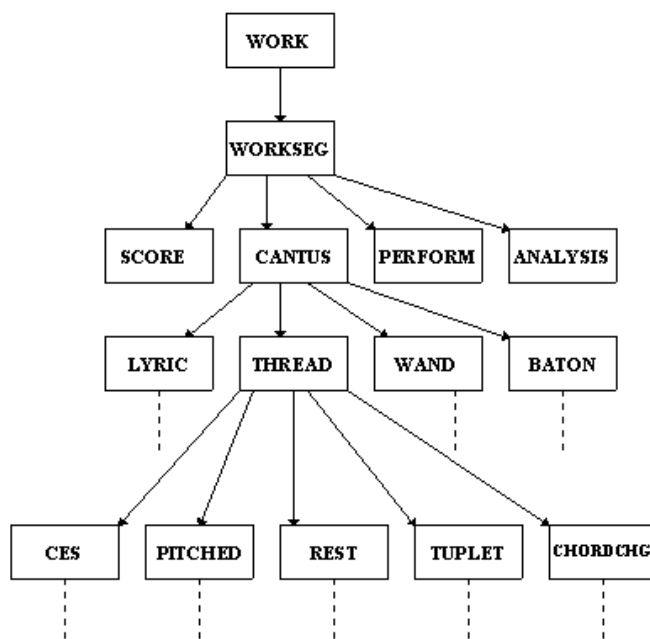 WORK
WORKSEG
SCORE CANTUS PERFORM ANALYSIS
LYRIC THREAD WAND BATON
CES PITCHED REST TUPLET CHORDCHG